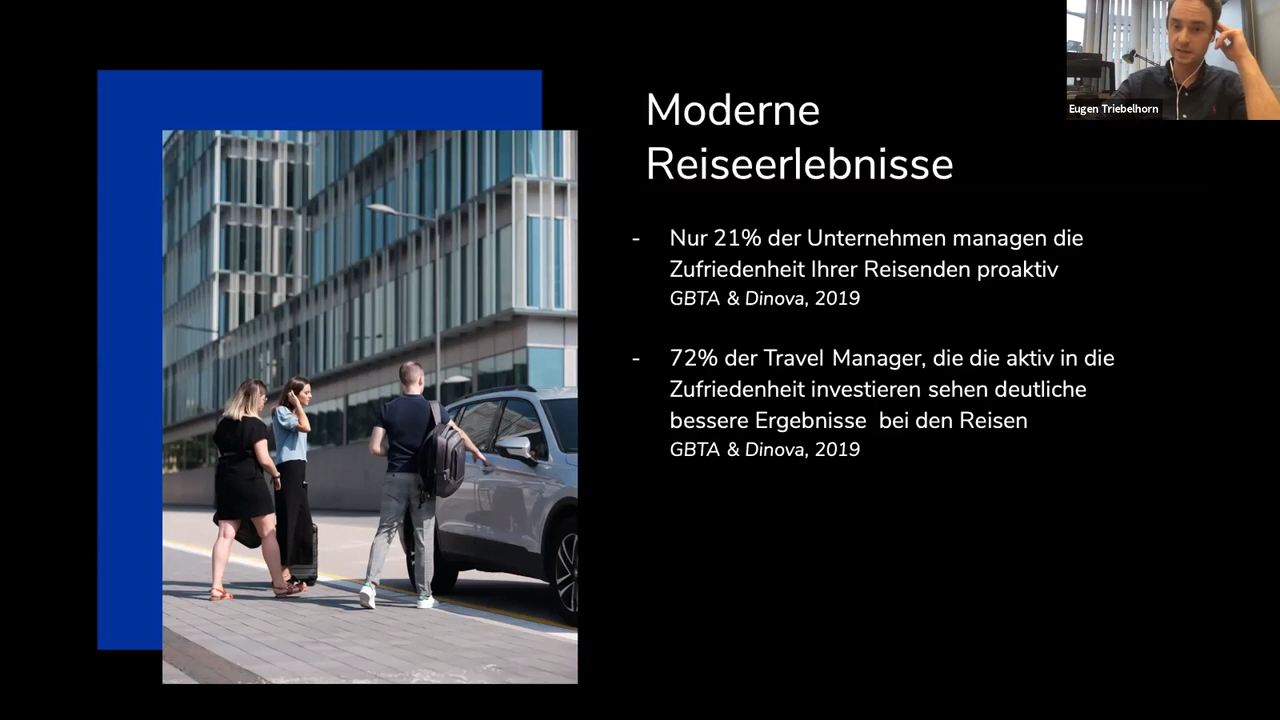 Moderne
Reiseerlebnisse
- Nur 21% der Unternehmen managen die
Zufriedenheit Ihrer Reisenden proaktiv
GBTA & Dinova, 2019
- 72% der Travel Manager, die die aktiv in die
Zufriedenheit investieren sehen deutliche
bessere Ergebnisse  bei den Reisen
GBTA & Dinova, 2019
Eugen Triebelhorn